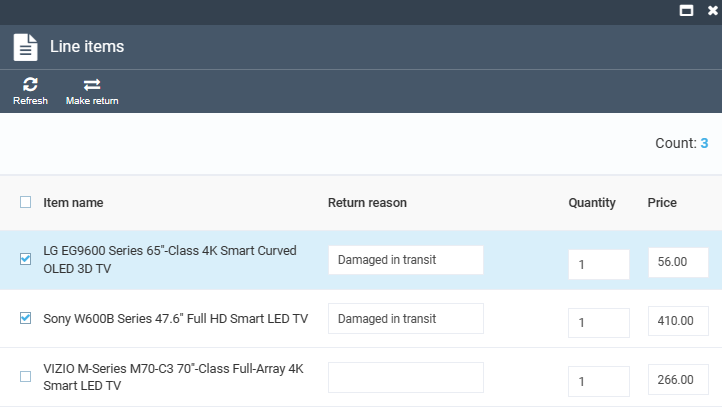 Line items
Refresh Make return
Count: 3
Item name Return reason Quantity Price
LG EG9600 Series 65"-Class 4K Smart Curved
OLED 3D TV
Damaged in transit 1 56.00
Sony W600B Series 47.6" Full HD Smart LED TV Damaged in transit 1 410.00
VIZIO M-Series M70-C3 70"-Class Full-Array 4K
Smart LED TV
1 266.00